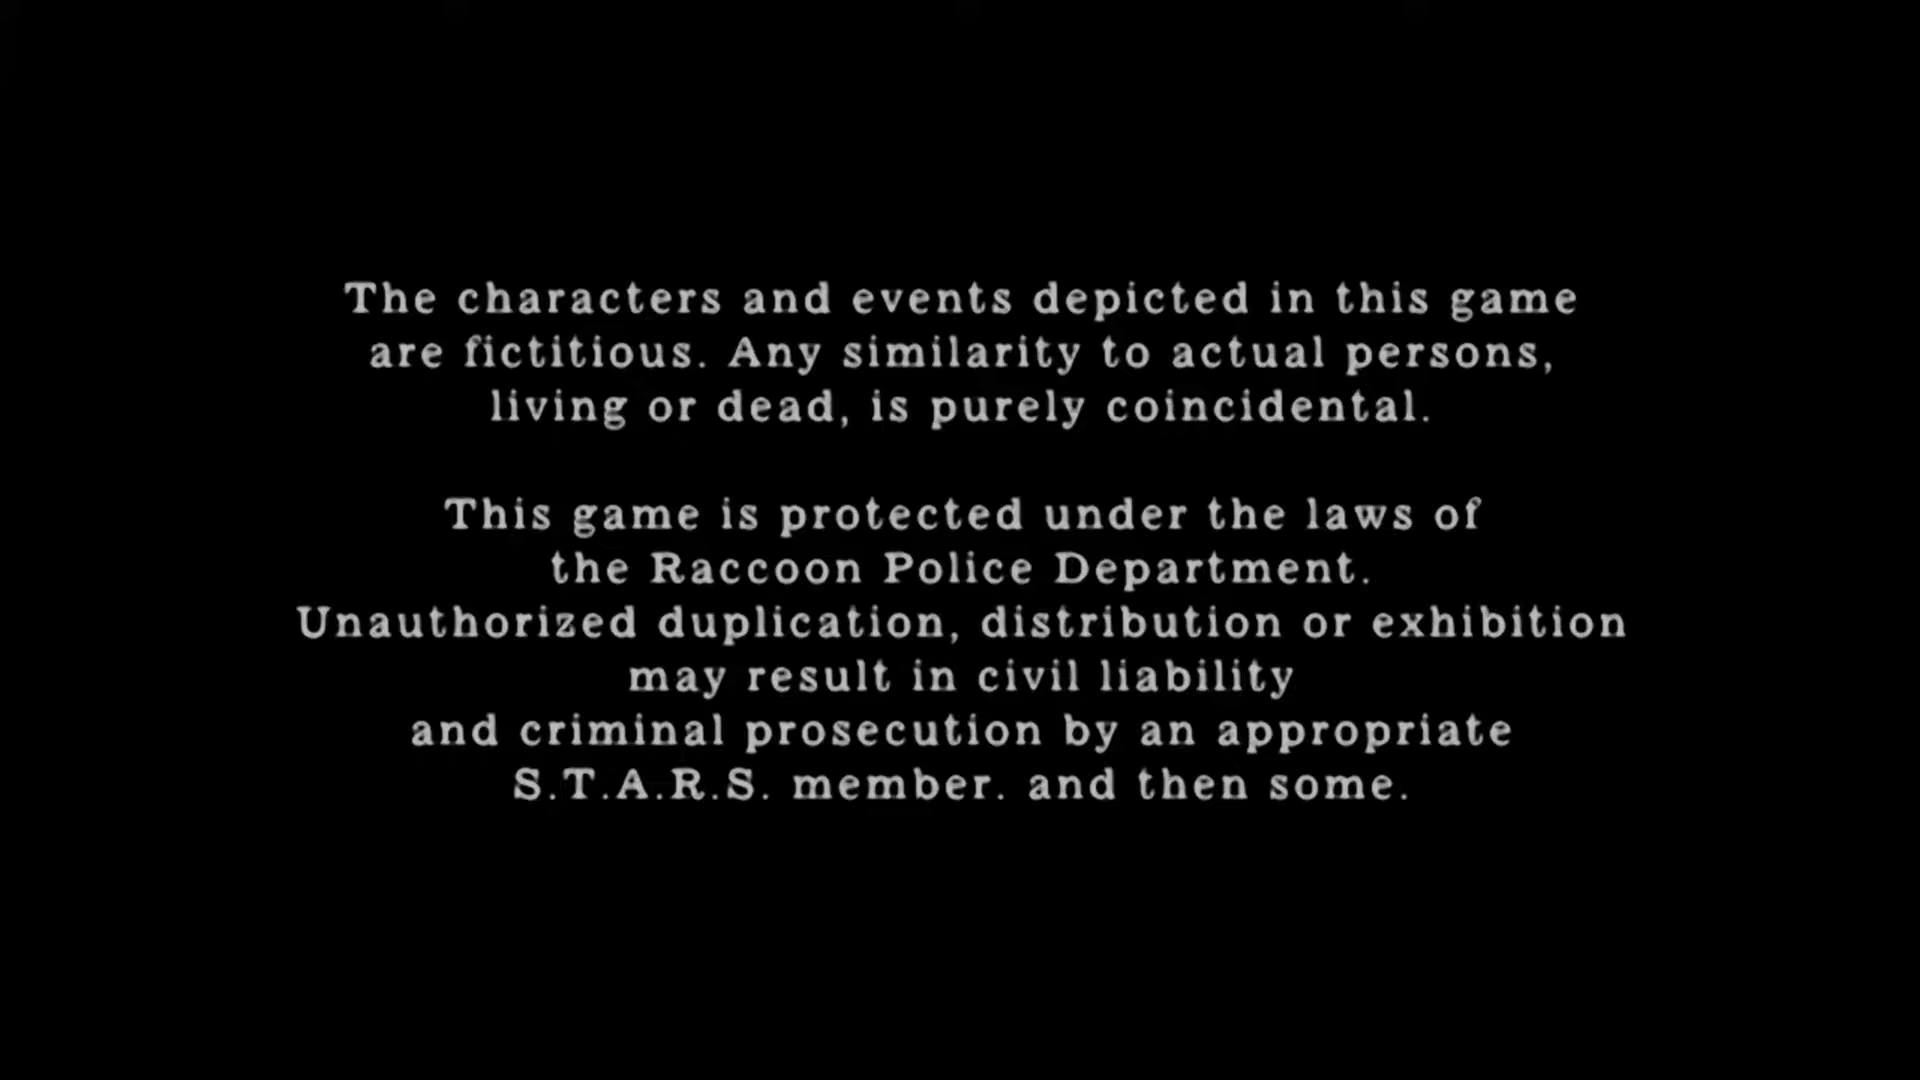 The characters and events depicted in this game
are fictitious. Any similarity to actual persons,
living or dead, is purely coincidental.
This game is protected under the laws of
the Raccoon Police Department.
Unauthorized duplication, distribution or exhibition
may result in civil liability
and criminal prosecution by an appropriate
S.T.A.R.S. member. and then some.